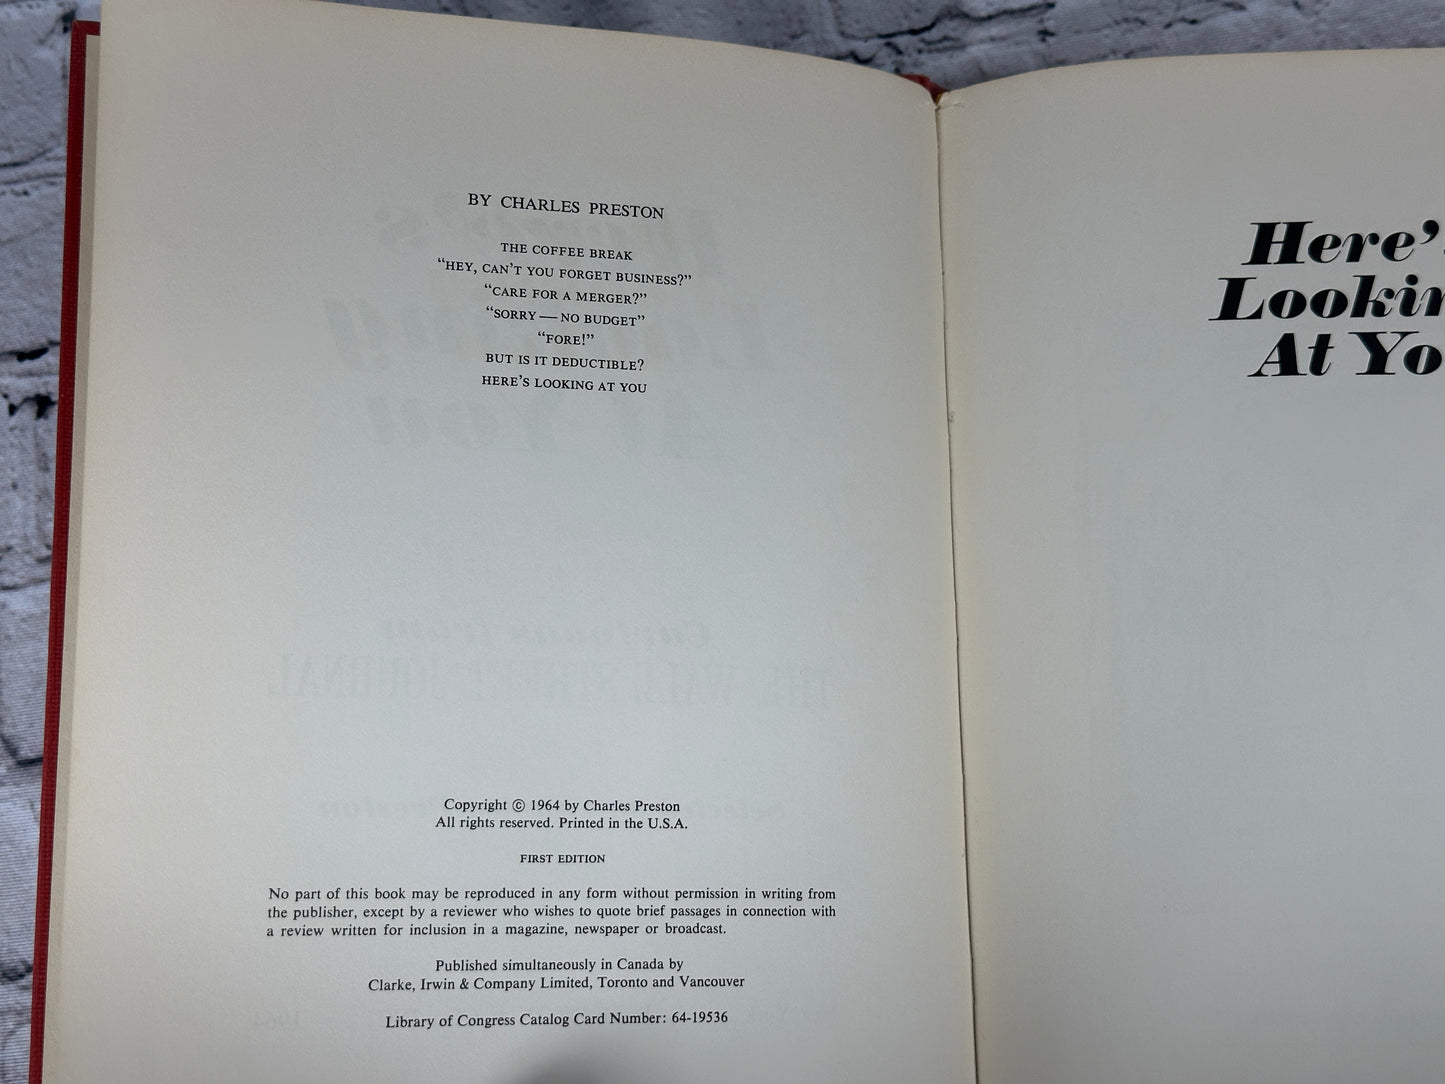 BY CHARLES PRESTON
THE COFFEE BREAK
“HEY, CAN’T YOU FORGET BUSINESS?”
“CARE FOR A MERGER?”
“SORRY — NO BUDGET”
“FORE!”
BUT IS IT DEDUCTIBLE?
HERE’S LOOKING AT YOU
Copyright © 1964 by Charles Preston
All rights reserved. Printed in the U.S.A.
FIRST EDITION
No part of this book may be reproduced in any form without permission in writing from
the publisher, except by a reviewer who wishes to quote brief passages in connection with
a review written for inclusion in a magazine, newspaper or broadcast.
Published simultaneously in Canada by
Clarke, Irwin & Company Limited, Toronto and Vancouver
Library of Congress Catalog Card Number: 64-19536
Here’s
Lookin
At Yo